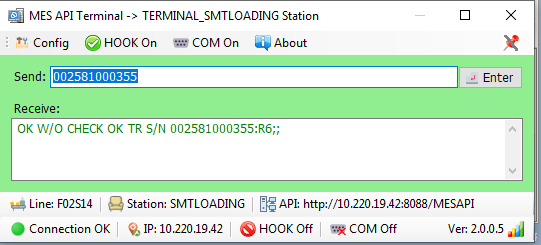 MES API Terminal -> TERMINAL_SMTLOADING Station
Config HOOK On COM On About
Send: 002581000355 Enter
Receive:
OK W/O CHECK OK TR S/N 002581000355:R6;;
Line: F02S14 Station: SMTLOADING API: http://10.220.19.42:8088/MESAPI
Connection OK IP: 10.220.19.42 HOOK Off COM Off Ver: 2.0.0.5